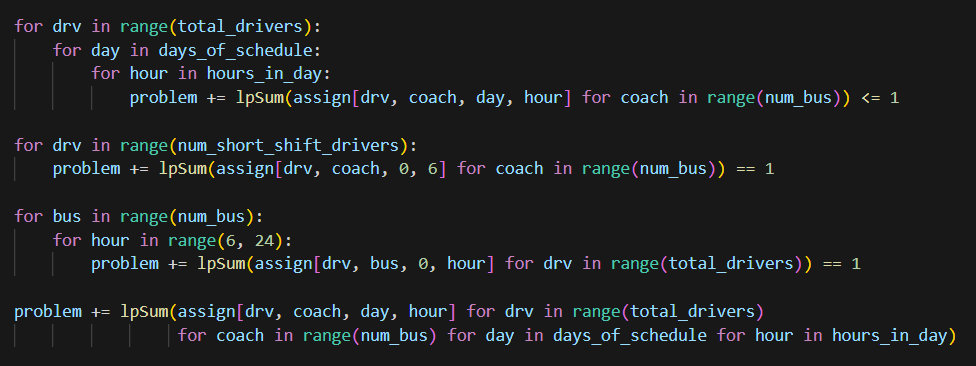 for drv in range(total_drivers):
for day in days_of_schedule:
for hour in hours_in_day:
problem += lpSum(assign[drv, coach, day, hour] for coach in range(num_bus)) <= 1
for drv in range(num_short_shift_drivers):
problem += lpSum(assign[drv, coach, 0, 6] for coach in range(num_bus)) == 1
for bus in range(num_bus):
for hour in range(6, 24):
problem += lpSum(assign[drv, bus, 0, hour] for drv in range(total_drivers)) == 1
problem += lpSum(assign[drv, coach, day, hour] for drv in range(total_drivers)
for coach in range(num_bus) for day in days_of_schedule for hour in hours_in_day)